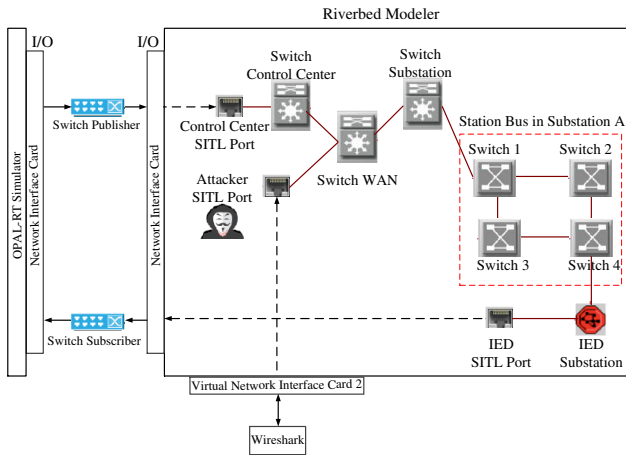 Riverbed Modeler
I/O
I/O
OPAL-RT Simulator
Network Interface Card
Network Interface Card
Switch Publisher
Switch Subscriber
Switch
Control Center
Control Center
SITL Port
Attacker
SITL Port
Switch WAN
Switch
Substation
Station Bus in Substation A
Switch 1
Switch 2
Switch 3
Switch 4
IED
SITL Port
IED
Substation
Virtual Network Interface Card 2
Wireshark